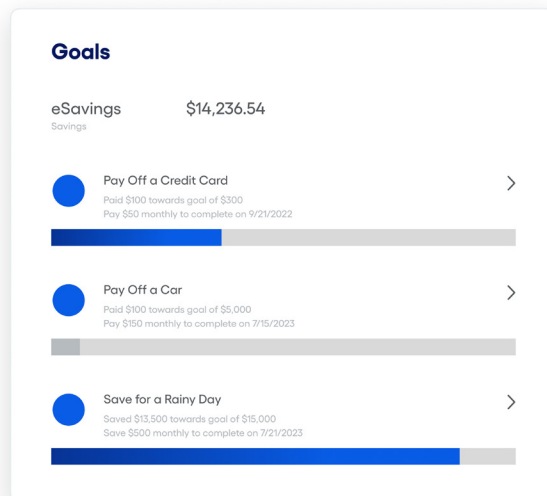 Goals
eSavings $14,236.54
Savings
Pay Off a Credit Card
Paid $100 towards goal of $300
Pay $50 monthly to complete on 9/21/2022
Pay Off a Car
Paid $100 towards goal of $5,000
Pay $150 monthly to complete on 7/15/2023
Save for a Rainy Day
Saved $13,500 towards goal of $15,000
Save $500 monthly to complete on 7/21/2023